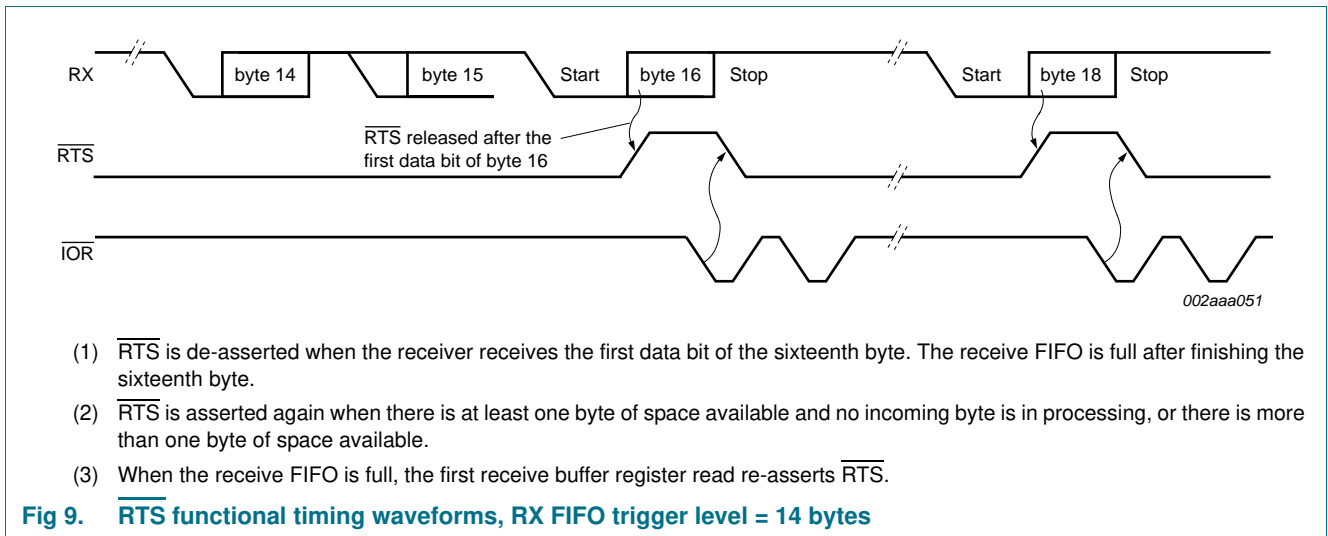 RX
byte 14
byte 15
Start
byte 16
Stop
Start
byte 18
Stop
RTS released after the
first data bit of byte 16
RTS
IOR
002aaa051
(1) RTS is de-asserted when the receiver receives the first data bit of the sixteenth byte. The receive FIFO is full after finishing the
sixteenth byte.
(2) RTS is asserted again when there is at least one byte of space available and no incoming byte is in processing, or there is more
than one byte of space available.
(3) When the receive FIFO is full, the first receive buffer register read re-asserts RTS.
Fig 9. RTS functional timing waveforms, RX FIFO trigger level = 14 bytes